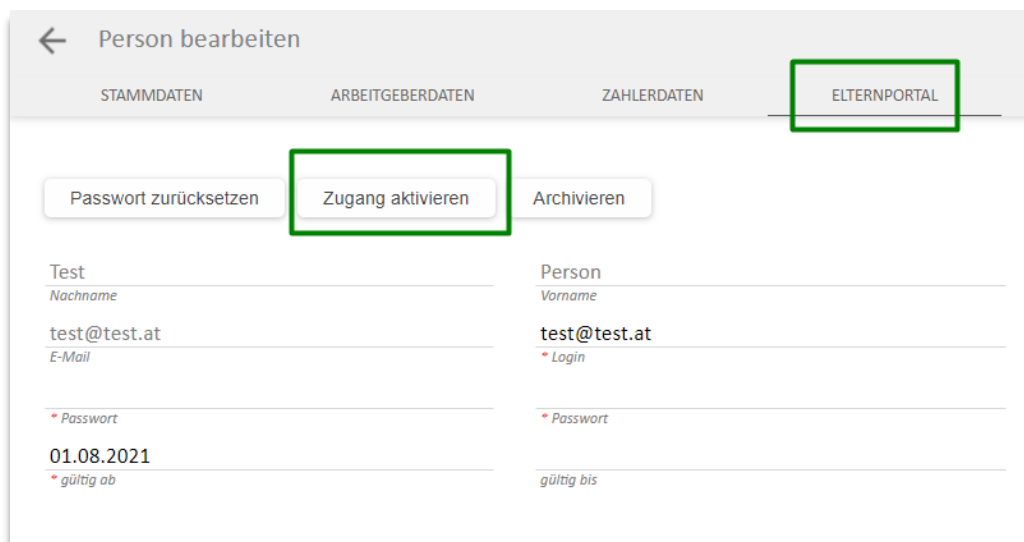 Person bearbeiten
STAMMDATEN ARBEITGEBERDATEN ZAHLERDATEN ELTERNPORTAL
Passwort zurücksetzen Zugang aktivieren Archivieren
Test Person
Nachname Vorname
test@test.at test@test.at
E-Mail * Login
* Passwort * Passwort
01.08.2021
* gültig ab gültig bis